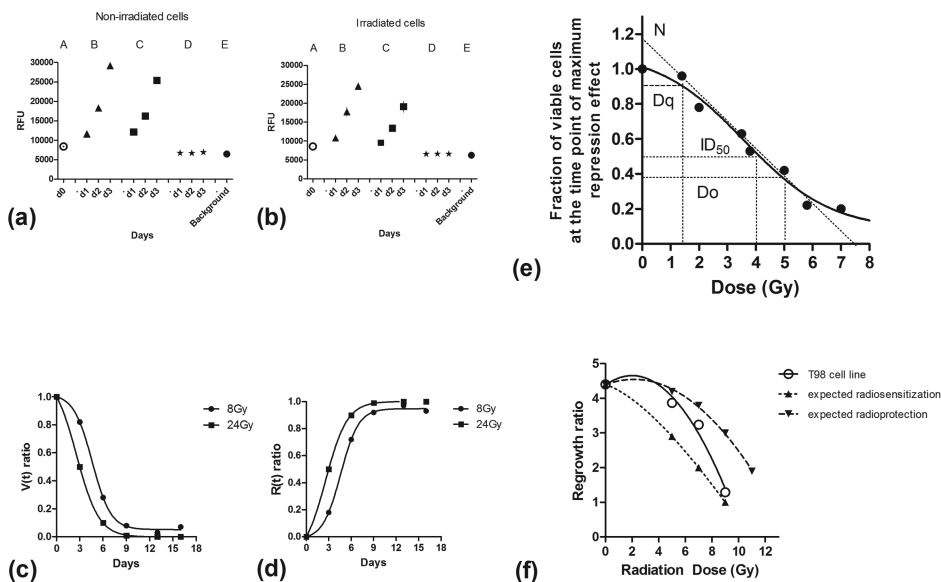 Non-irradiated cells
A B C D E
RFU
40000
35000
30000
25000
20000
15000
10000
5000
0
d0 d1 d2 d3 d1 d2 d3 d1 d2 d3 Background
Days
(a)
Irradiated cells
A B C D E
RFU
40000
35000
30000
25000
20000
15000
10000
5000
0
d0 d1 d2 d3 d1 d2 d3 d1 d2 d3 Background
Days
(b)
Fraction of viable cells
at the time point of maximum
repression effect
N
Dq
ID50
Do
1.2
1.0
0.8
0.6
0.4
0.2
0.0
0 1 2 3 4 5 6 7 8
Dose (Gy)
(e)
V(t) ratio
1.0
0.8
0.6
0.4
0.2
0.0
0 3 6 9 12 15 18
Days
8Gy
24Gy
(c)
R(t) ratio
1.0
0.8
0.6
0.4
0.2
0.0
0 3 6 9 12 15 18
Days
8Gy
24Gy
(d)
Regrowth ratio
5
4
3
2
1
0
0 2 4 6 8 10 12
Radiation Dose (Gy)
T98 cell line
expected radiosensitization
expected radioprotection
(f)